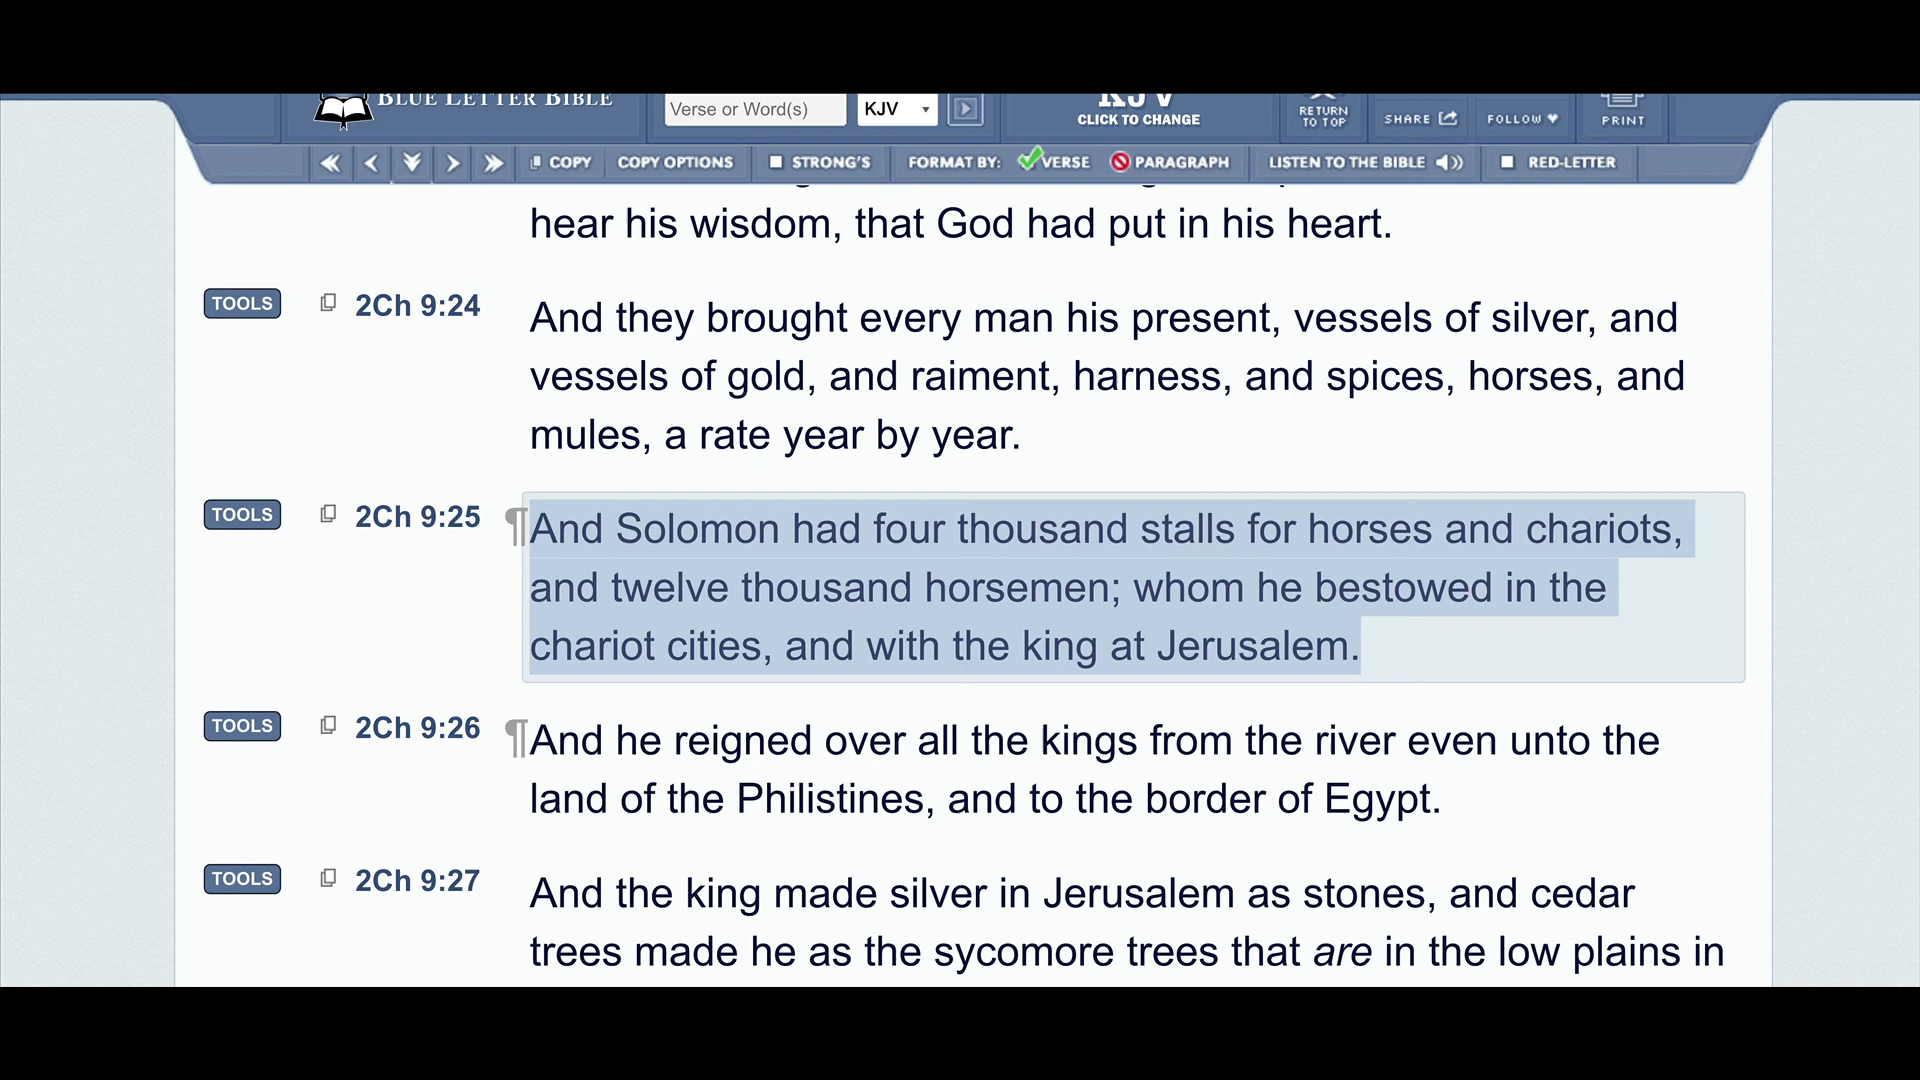 BLUE LETTER BIBLE
Verse or Word(s)
KJV
KJV
CLICK TO CHANGE
RETURN
TO TOP
SHARE
FOLLOW
PRINT
COPY
COPY OPTIONS
STRONG'S
FORMAT BY:
VERSE
PARAGRAPH
LISTEN TO THE BIBLE
RED-LETTER
hear his wisdom, that God had put in his heart.
TOOLS
2Ch 9:24
And they brought every man his present, vessels of silver, and
vessels of gold, and raiment, harness, and spices, horses, and
mules, a rate year by year.
TOOLS
2Ch 9:25
¶And Solomon had four thousand stalls for horses and chariots,
and twelve thousand horsemen; whom he bestowed in the
chariot cities, and with the king at Jerusalem.
TOOLS
2Ch 9:26
¶And he reigned over all the kings from the river even unto the
land of the Philistines, and to the border of Egypt.
TOOLS
2Ch 9:27
And the king made silver in Jerusalem as stones, and cedar
trees made he as the sycomore trees that are in the low plains in